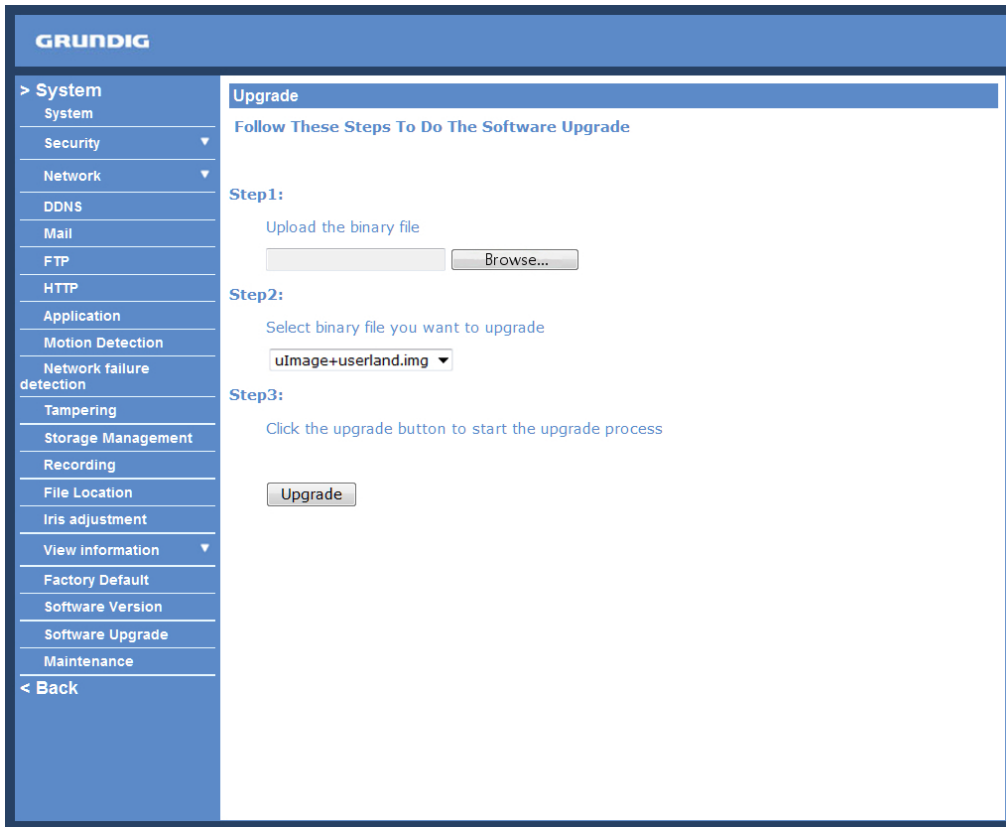 GRUNDIG
> System
System
Security
Network
DDNS
Mail
FTP
HTTP
Application
Motion Detection
Network failure
detection
Tampering
Storage Management
Recording
File Location
Iris adjustment
View information
Factory Default
Software Version
Software Upgrade
Maintenance
< Back
Upgrade
Follow These Steps To Do The Software Upgrade
Step1:
Upload the binary file
Browse...
Step2:
Select binary file you want to upgrade
uImage+userland.img
Step3:
Click the upgrade button to start the upgrade process
Upgrade